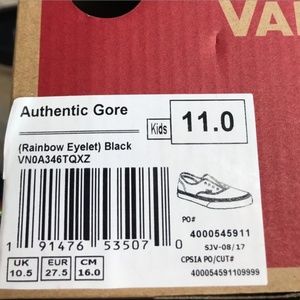 VA
Authentic Gore
Kids
11.0
(Rainbow Eyelet) Black
VN0A346TQXZ
PO#
4000545911
SJV-08/17
CPSIA PO/CUT#
400054591109999
1 91476 53507 0
UK
10.5
EUR
27.5
CM
16.0